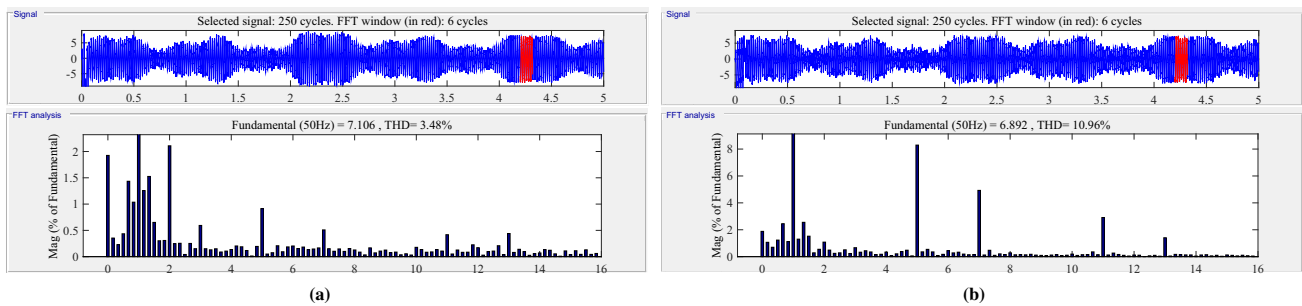 Signal
Selected signal: 250 cycles. FFT window (in red): 6 cycles
5
0
-5
0 0.5 1 1.5 2 2.5 3 3.5 4 4.5 5
FFT analysis
Fundamental (50Hz) = 7.106 , THD= 3.48%
Mag (% of Fundamental)
2
1.5
1
0.5
0
0 2 4 6 8 10 12 14 16
(a)
Signal
Selected signal: 250 cycles. FFT window (in red): 6 cycles
5
0
-5
0 0.5 1 1.5 2 2.5 3 3.5 4 4.5 5
FFT analysis
Fundamental (50Hz) = 6.892 , THD= 10.96%
Mag (% of Fundamental)
8
6
4
2
0
0 2 4 6 8 10 12 14 16
(b)